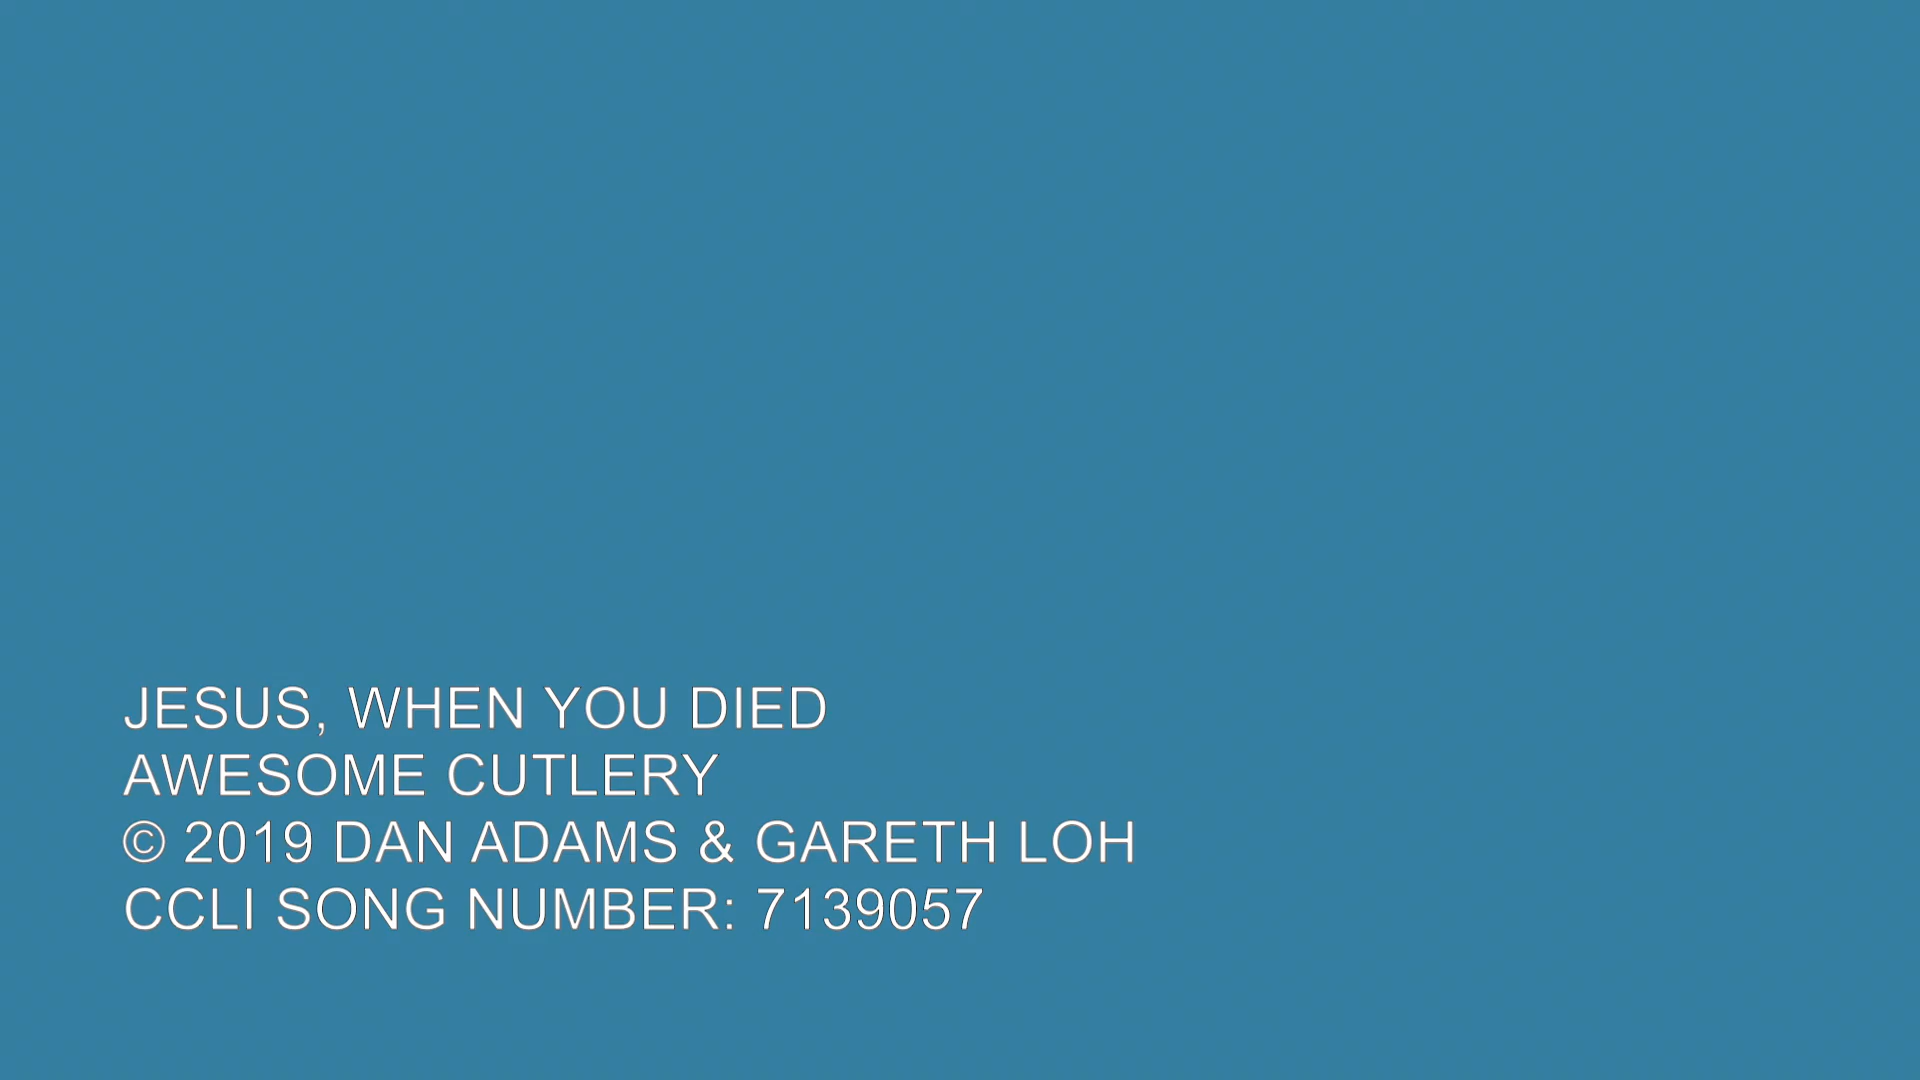 JESUS, WHEN YOU DIED
AWESOME CUTLERY
© 2019 DAN ADAMS & GARETH LOH
CCLI SONG NUMBER: 7139057